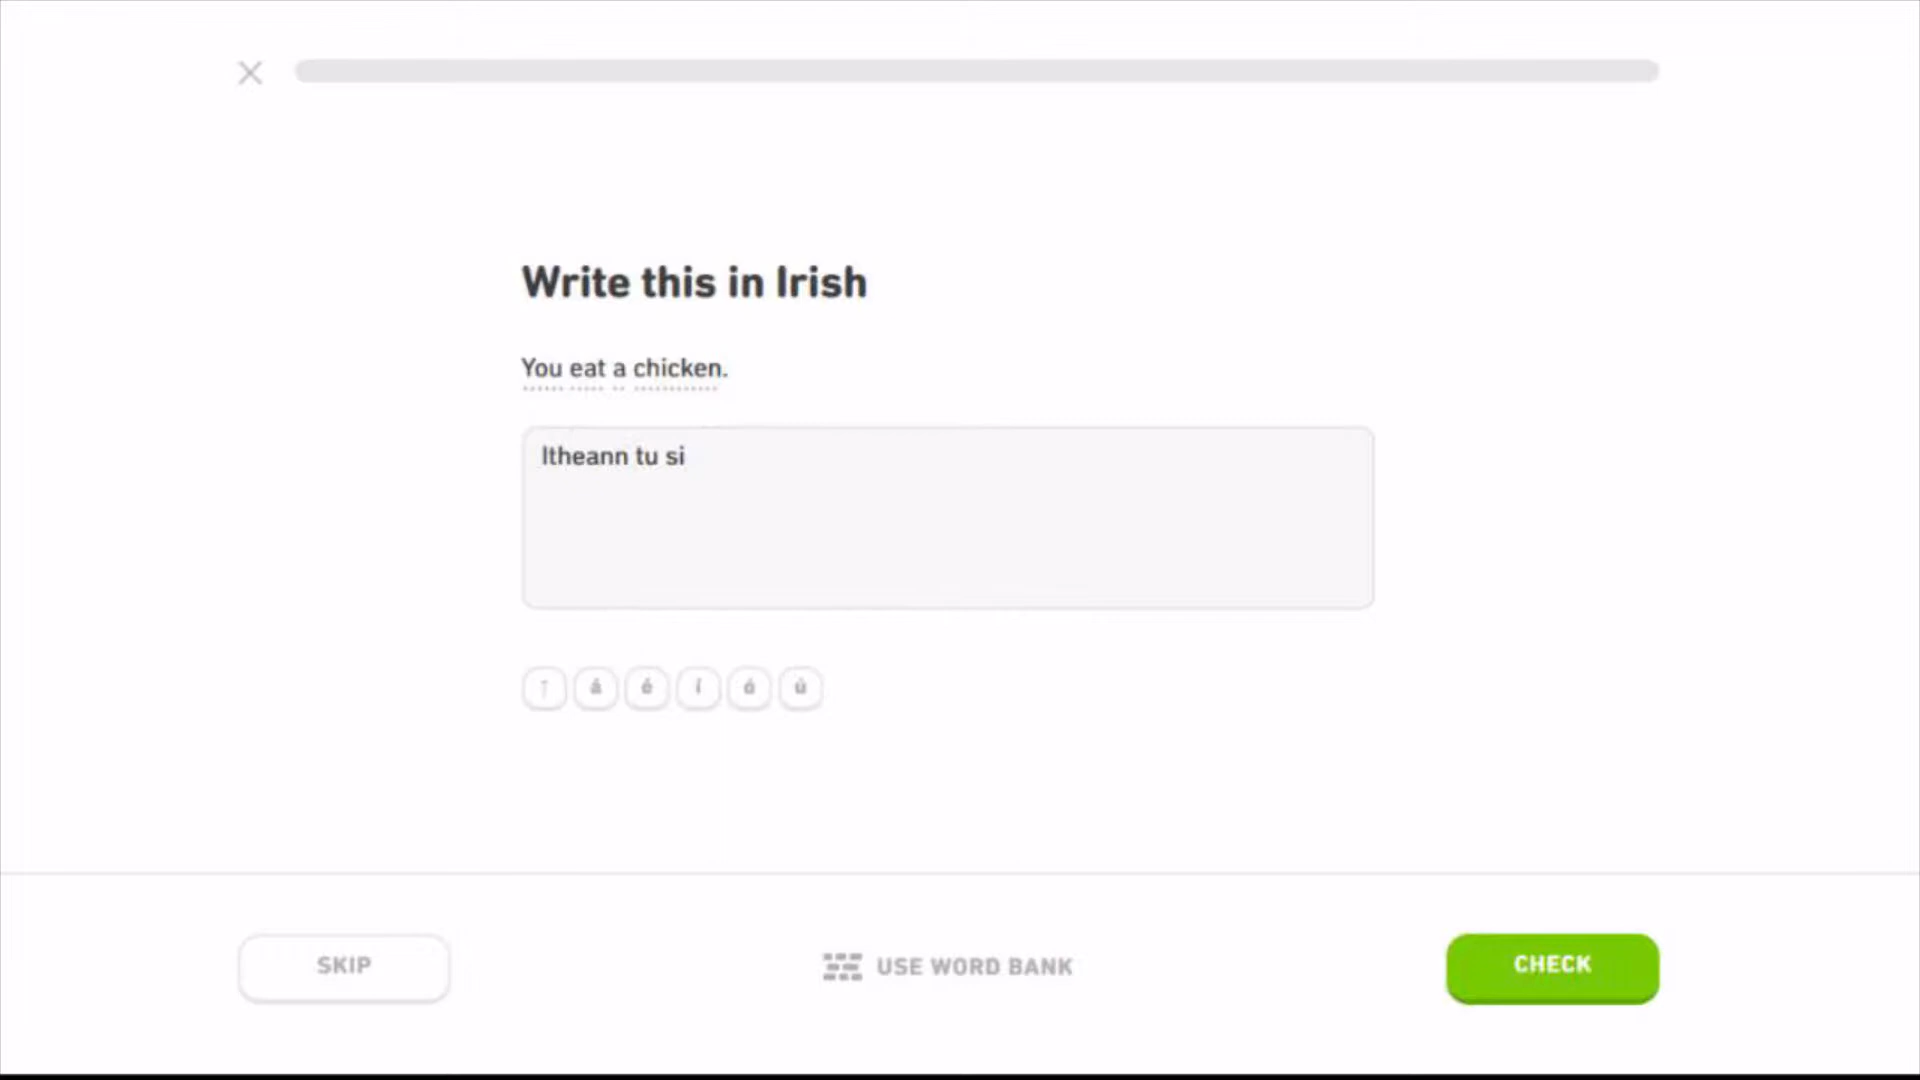 Write this in Irish
You eat a chicken.
Itheann tu si
↑ á é í ó ú
SKIP
USE WORD BANK
CHECK